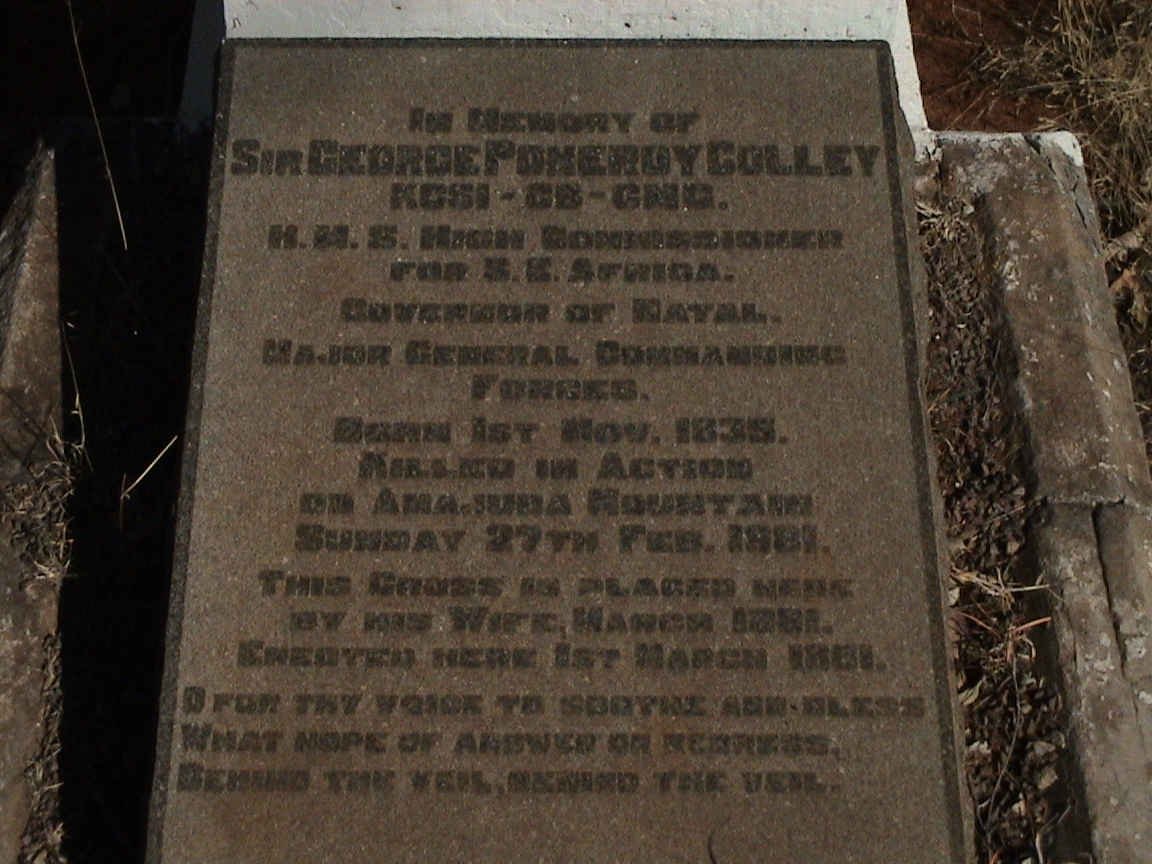 In Memory of
Sir George Pomeroy Colley
KCSI - CB - CMG.
H. M. S. High Commissioner
for S. E. Africa.
Governor of Natal.
Major General Commanding
Forces.
Born 1st Nov. 1835.
Killed in Action
on Amajuba Mountain
Sunday 27th Feb. 1881.
This Cross is placed here
by his Wife, March 1881.
Erected here 1st March 1881.
O for thy voice to soothe and bless
What hope of answer or redress,
Behind the veil, behind the veil.